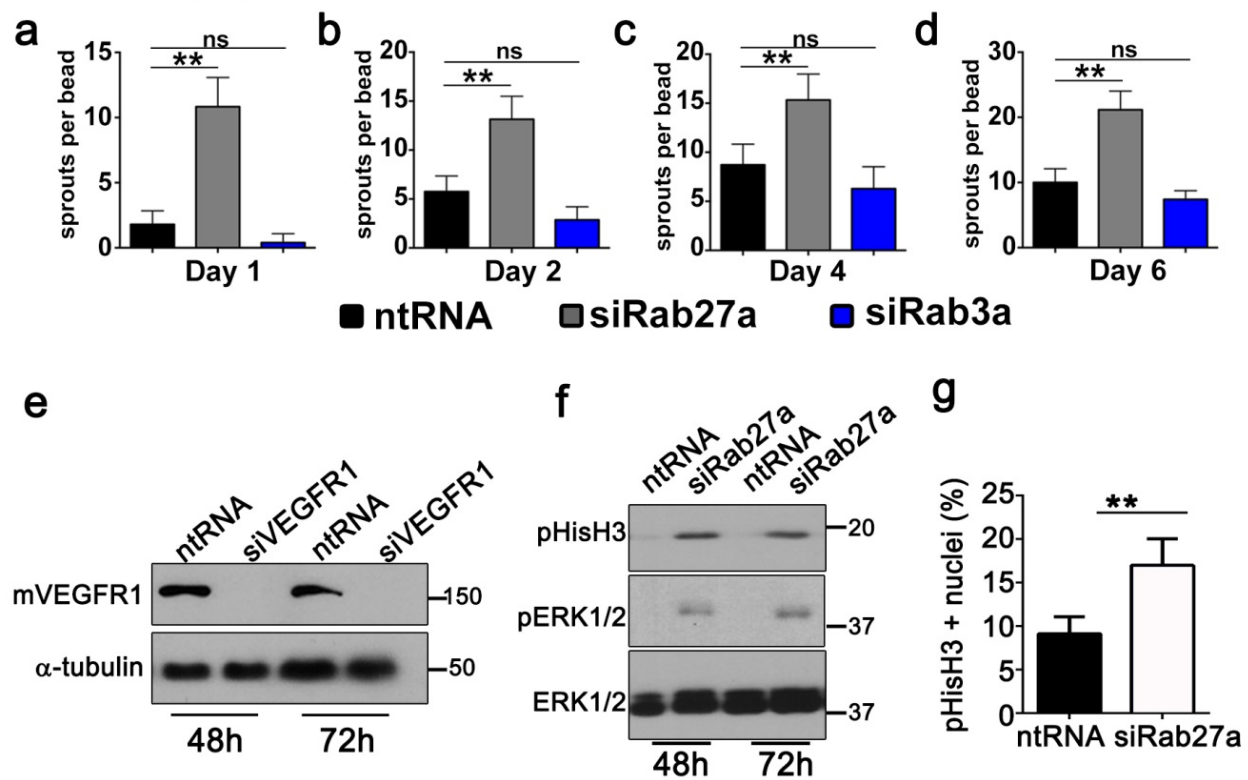 a
ns
**
15
10
5
0
sprouts per bead
Day 1
b
ns
**
20
15
10
5
0
sprouts per bead
Day 2
c
ns
**
20
15
10
5
0
sprouts per bead
Day 4
d
ns
**
30
20
10
0
sprouts per bead
Day 6
ntRNA siRab27a siRab3a
e
ntRNA siVEGFR1 ntRNA siVEGFR1
mVEGFR1 150
α-tubulin 50
48h 72h
f
ntRNA siRab27a ntRNA siRab27a
pHisH3 20
pERK1/2 37
ERK1/2 37
48h 72h
g
pHisH3 + nuclei (%)
**
25
20
15
10
5
0
ntRNA siRab27a